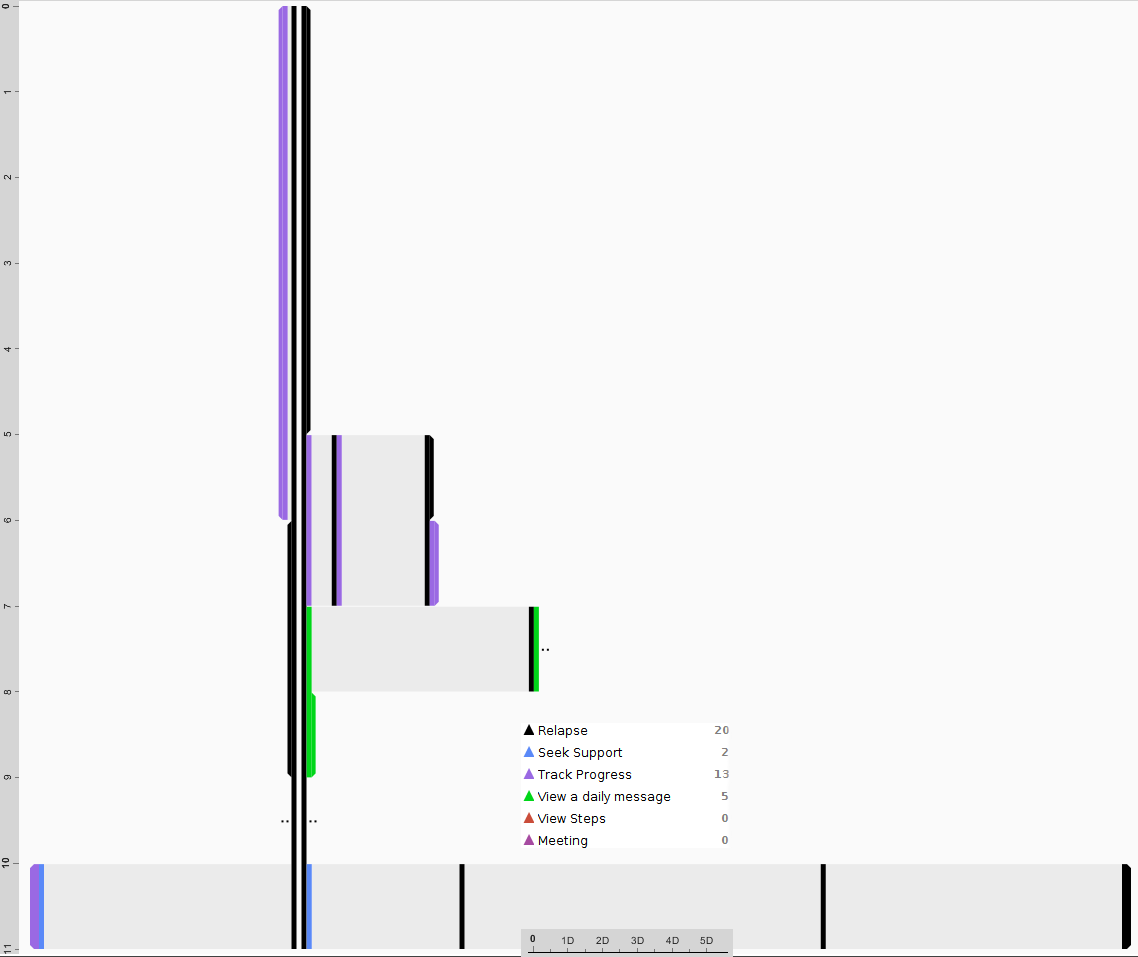 0
1
2
3
4
5
6
7
8
9
10
11
Relapse 20
Seek Support 2
Track Progress 13
View a daily message 5
View Steps 0
Meeting 0
0 1D 2D 3D 4D 5D